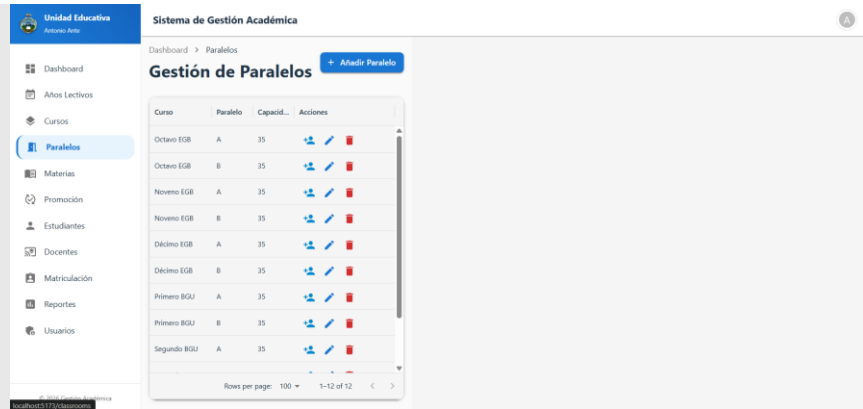 Unidad Educativa
Antonio Ante
Sistema de Gestión Académica
A
Dashboard
Años Lectivos
Cursos
Paralelos
Materias
Promoción
Estudiantes
Docentes
Matriculación
Reportes
Usuarios
© 2026 Gestión Académica
localhost:5173/classrooms
Dashboard > Paralelos
Gestión de Paralelos
+ Añadir Paralelo
Curso Paralelo Capacid... Acciones
Octavo EGB A 35
Octavo EGB B 35
Noveno EGB A 35
Noveno EGB B 35
Décimo EGB A 35
Décimo EGB B 35
Primero BGU A 35
Primero BGU B 35
Segundo BGU A 35
Rows per page: 100 1–12 of 12